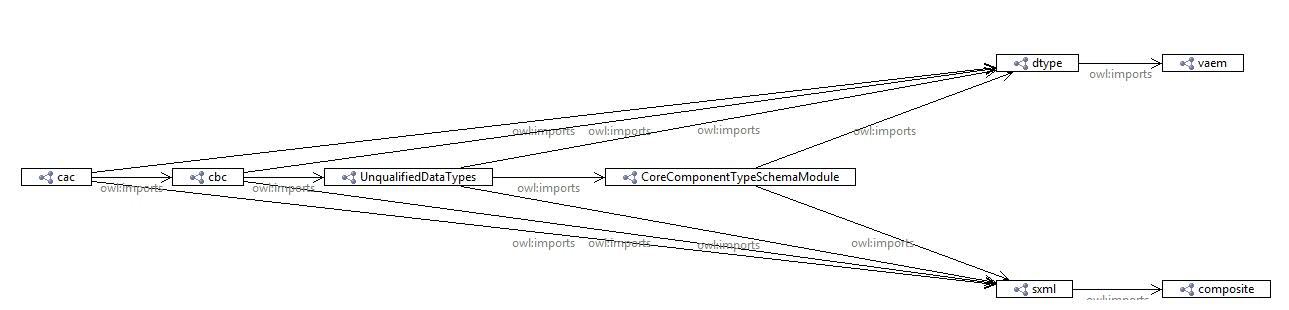 dtype
vaem
owl:imports
owl:imports
owl:imports
owl:imports
owl:imports
cac
cbc
UnqualifiedDataTypes
CoreComponentTypeSchemaModule
owl:imports
owl:imports
owl:imports
owl:imports
owl:imports
owl:imports
owl:imports
sxml
composite
owl:imports